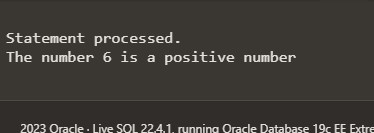 Statement processed.
The number 6 is a positive number
2023 Oracle · Live SQL 22.4.1, running Oracle Database 19c EE Extre